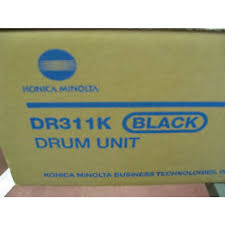 KONICA MINOLTA
DR311K BLACK
DRUM UNIT
KONICA MINOLTA BUSINESS TECHNOLOGIES, I